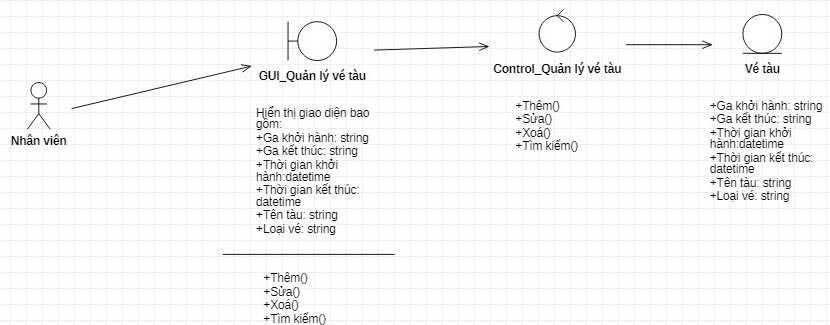 Nhân viên
GUI_Quản lý vé tàu
Hiển thị giao diện bao
gồm:
+Ga khởi hành: string
+Ga kết thúc: string
+Thời gian khởi
hành:datetime
+Thời gian kết thúc:
datetime
+Tên tàu: string
+Loại vé: string
+Thêm()
+Sửa()
+Xoá()
+Tìm kiếm()
Control_Quản lý vé tàu
+Thêm()
+Sửa()
+Xoá()
+Tìm kiếm()
Vé tàu
+Ga khởi hành: string
+Ga kết thúc: string
+Thời gian khởi
hành:datetime
+Thời gian kết thúc:
datetime
+Tên tàu: string
+Loại vé: string